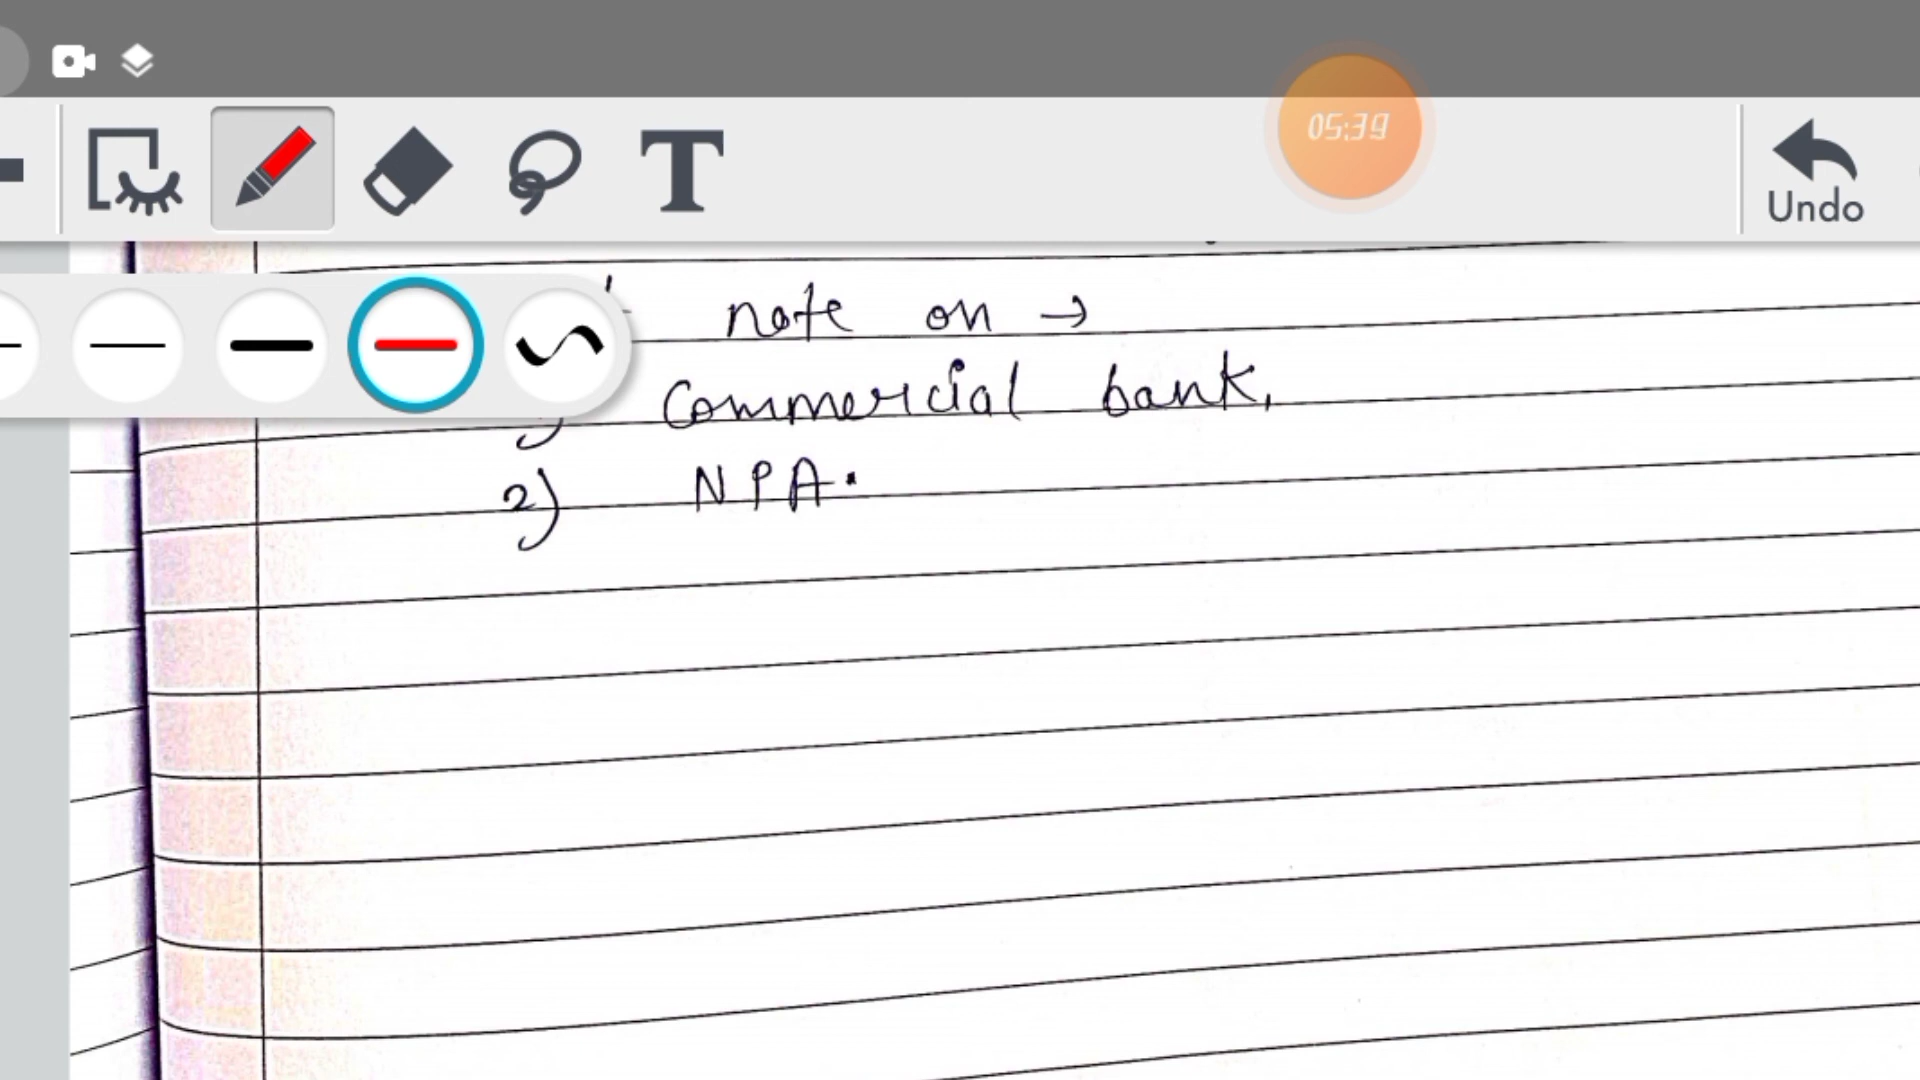 05:39
Undo
note on →
Commercial bank,
2) NPA.